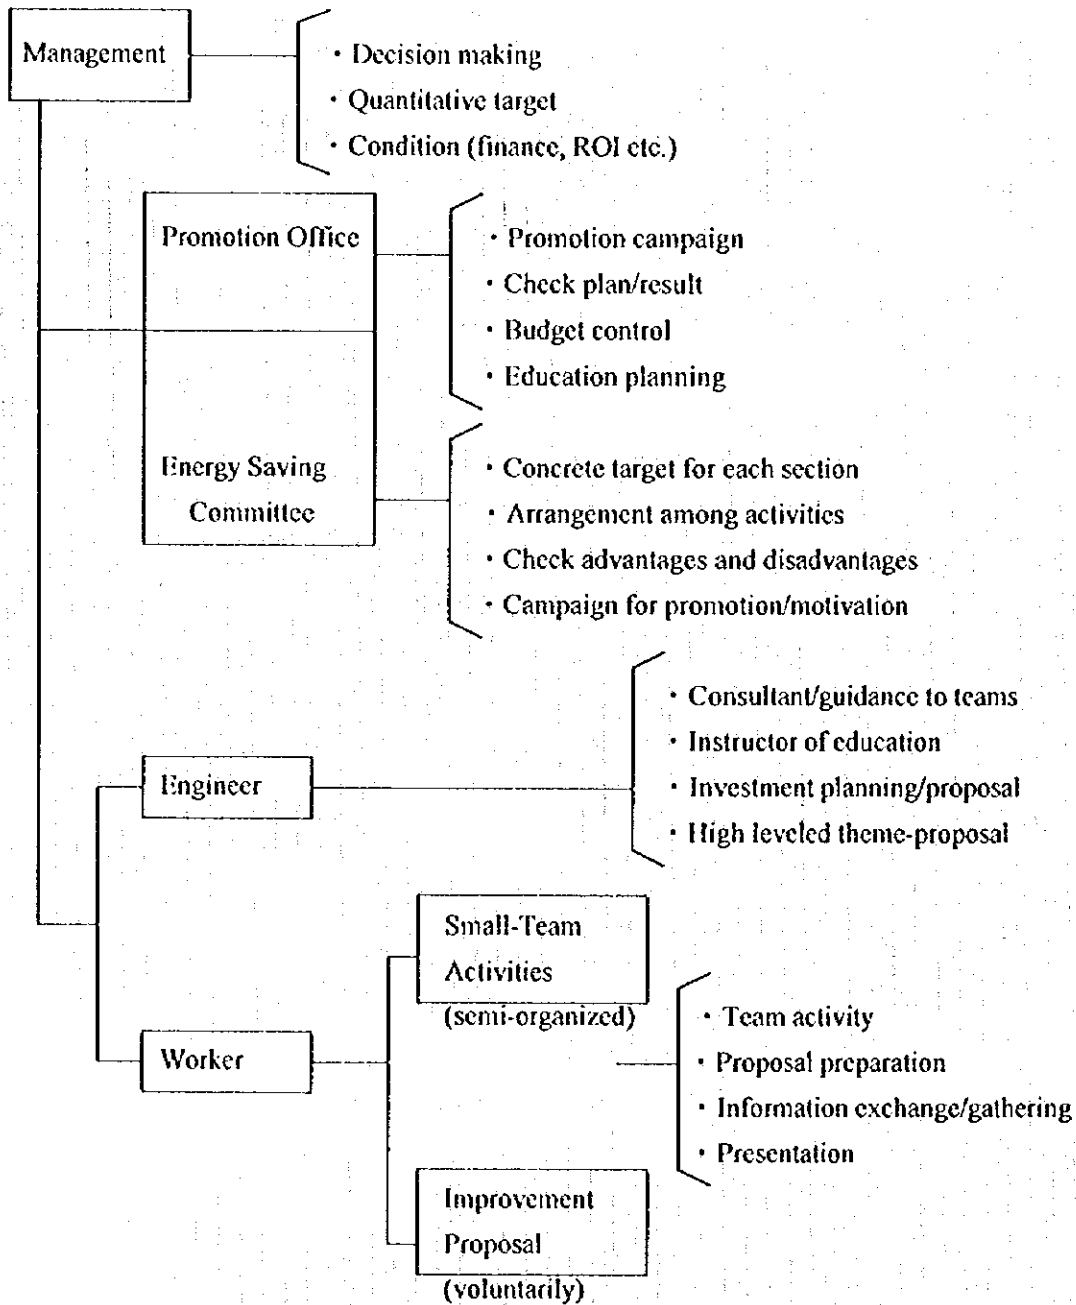 Management
・Decision making
・Quantitative target
・Condition (finance, ROI etc.)
Promotion Office
・Promotion campaign
・Check plan/result
・Budget control
・Education planning
Energy Saving
Committee
・Concrete target for each section
・Arrangement among activities
・Check advantages and disadvantages
・Campaign for promotion/motivation
Engineer
・Consultant/guidance to teams
・Instructor of education
・Investment planning/proposal
・High leveled theme-proposal
Worker
Small-Team
Activities
(semi-organized)
・Team activity
・Proposal preparation
・Information exchange/gathering
・Presentation
Improvement
Proposal
(voluntarily)